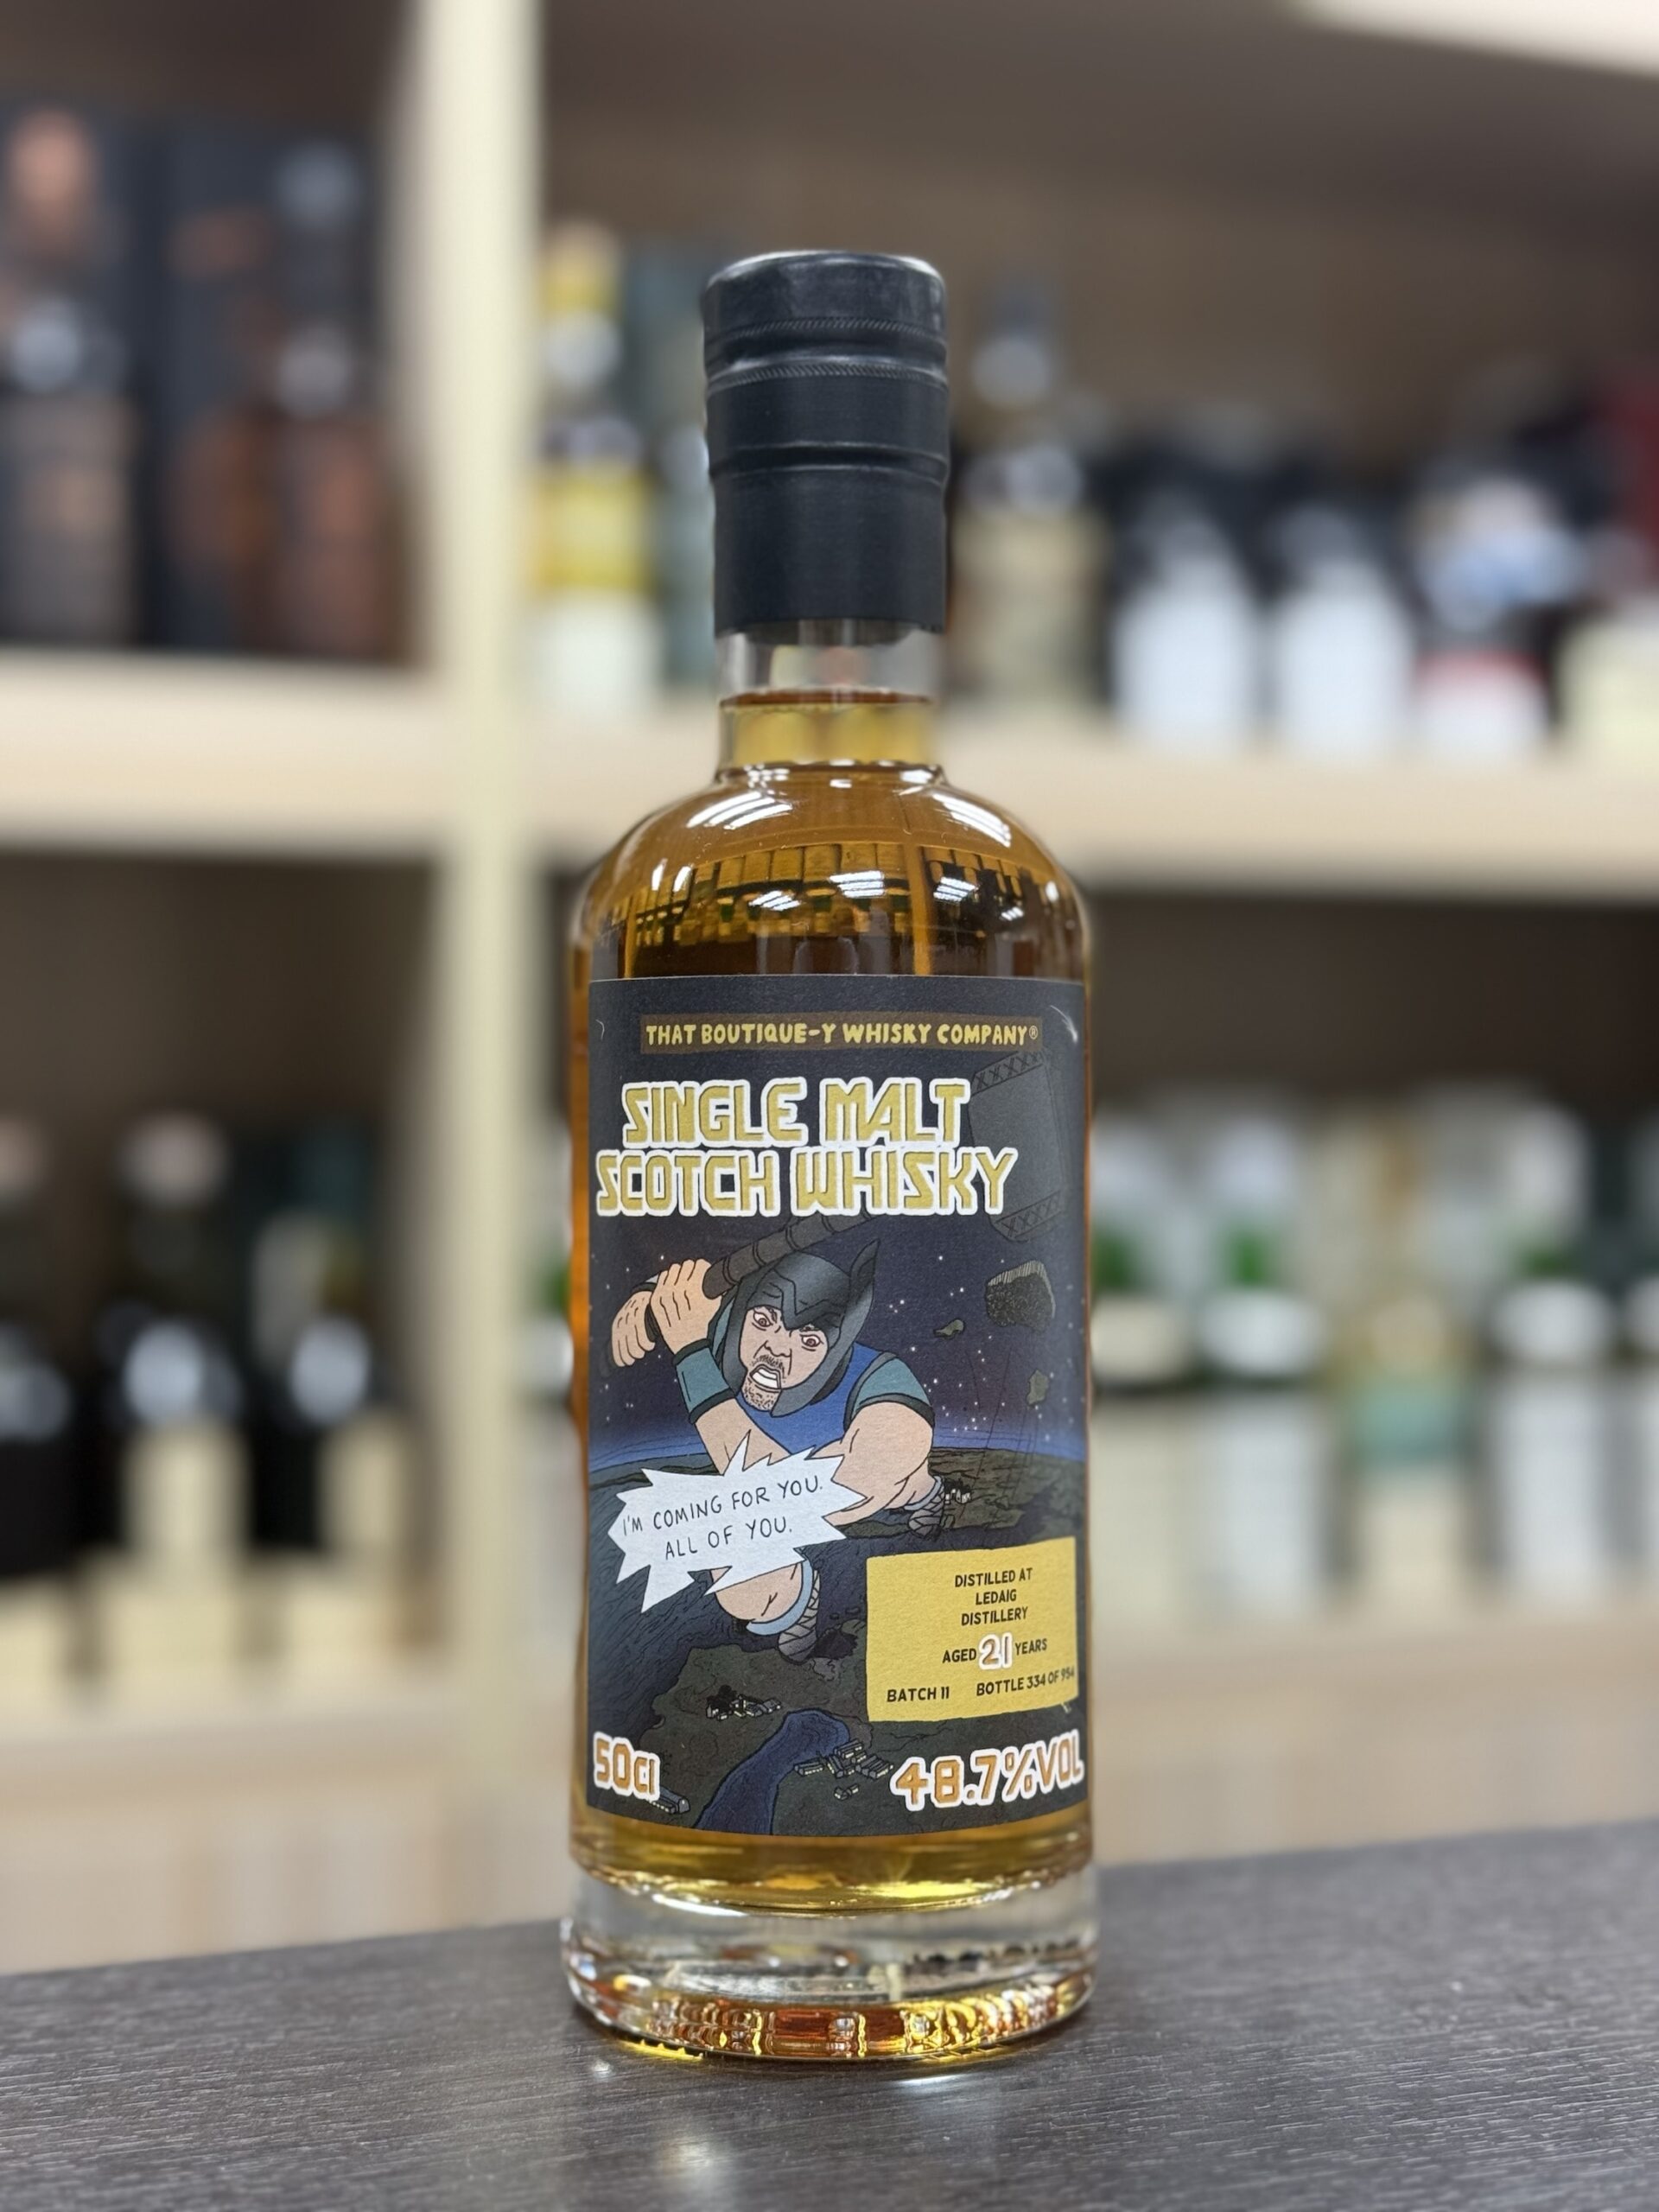 THAT BOUTIQUE-Y WHISKY COMPANY®
SINGLE MALT
SCOTCH WHISKY
I'M COMING FOR YOU.
ALL OF YOU.
DISTILLED AT
LEDAIG
DISTILLERY
AGED 21 YEARS
BATCH 11 BOTTLE 334 OF 954
50cl 48.7%VOL